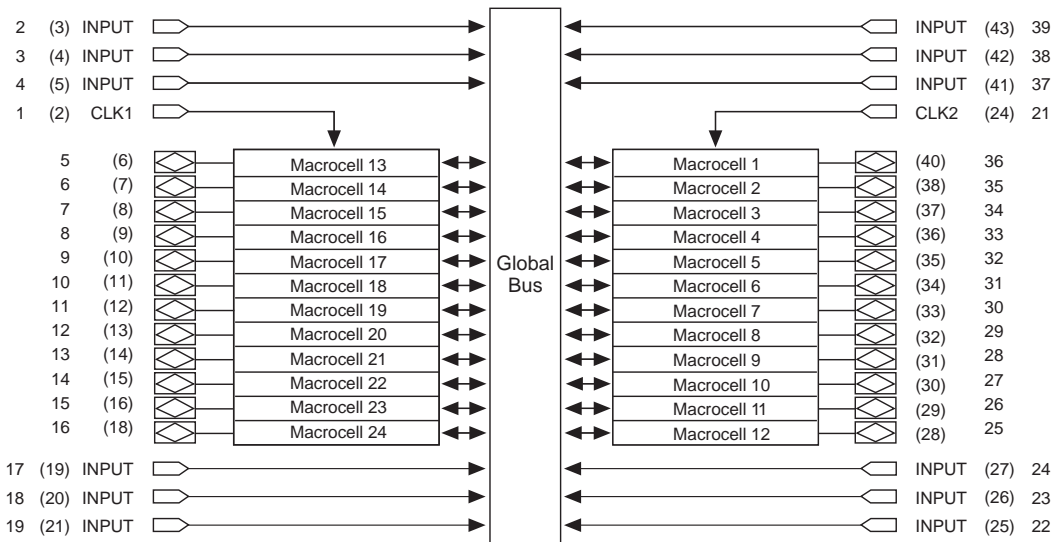 2 (3) INPUT INPUT (43) 39
3 (4) INPUT INPUT (42) 38
4 (5) INPUT INPUT (41) 37
1 (2) CLK1 CLK2 (24) 21
5 (6) Macrocell 13 Macrocell 1 (40) 36
6 (7) Macrocell 14 Macrocell 2 (38) 35
7 (8) Macrocell 15 Macrocell 3 (37) 34
8 (9) Macrocell 16 Macrocell 4 (36) 33
9 (10) Macrocell 17 Global Macrocell 5 (35) 32
10 (11) Macrocell 18 Bus Macrocell 6 (34) 31
11 (12) Macrocell 19 Macrocell 7 (33) 30
12 (13) Macrocell 20 Macrocell 8 (32) 29
13 (14) Macrocell 21 Macrocell 9 (31) 28
14 (15) Macrocell 22 Macrocell 10 (30) 27
15 (16) Macrocell 23 Macrocell 11 (29) 26
16 (18) Macrocell 24 Macrocell 12 (28) 25
17 (19) INPUT INPUT (27) 24
18 (20) INPUT INPUT (26) 23
19 (21) INPUT INPUT (25) 22